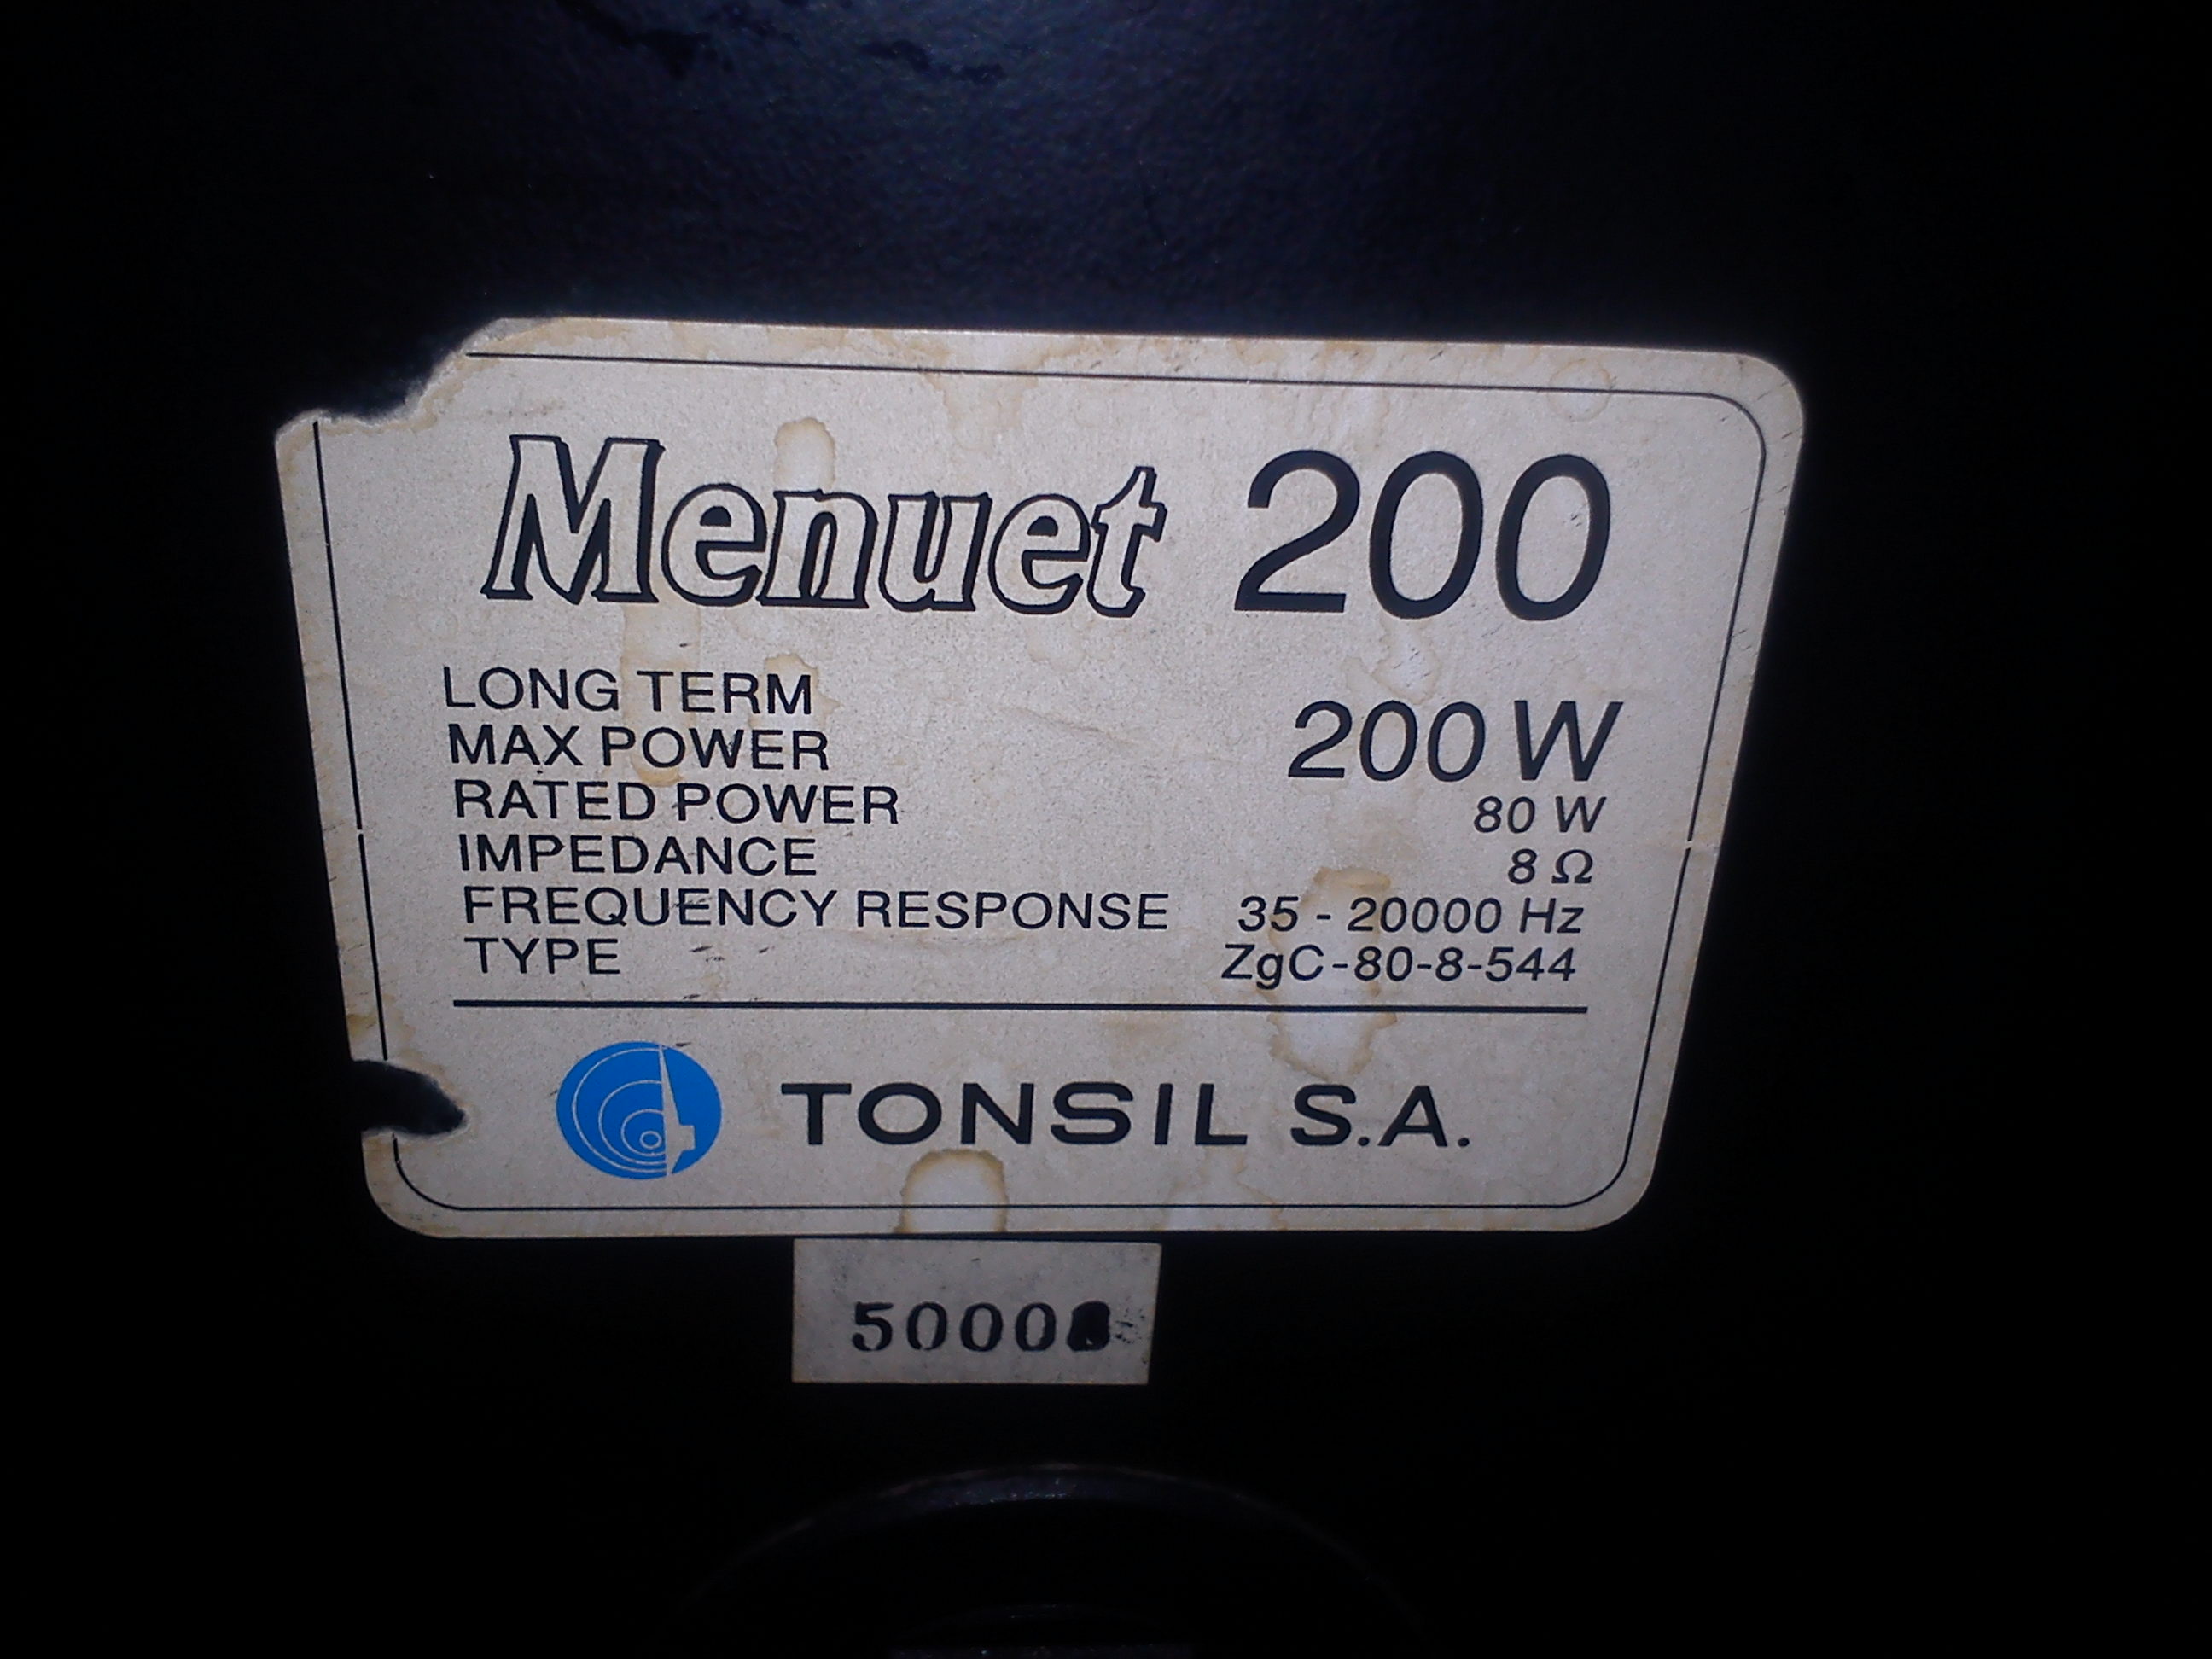 Menuet 200
LONG TERM
MAX POWER 200 W
RATED POWER 80 W
IMPEDANCE 8 Ω
FREQUENCY RESPONSE 35 - 20000 Hz
TYPE ZgC-80-8-544
TONSIL S.A.